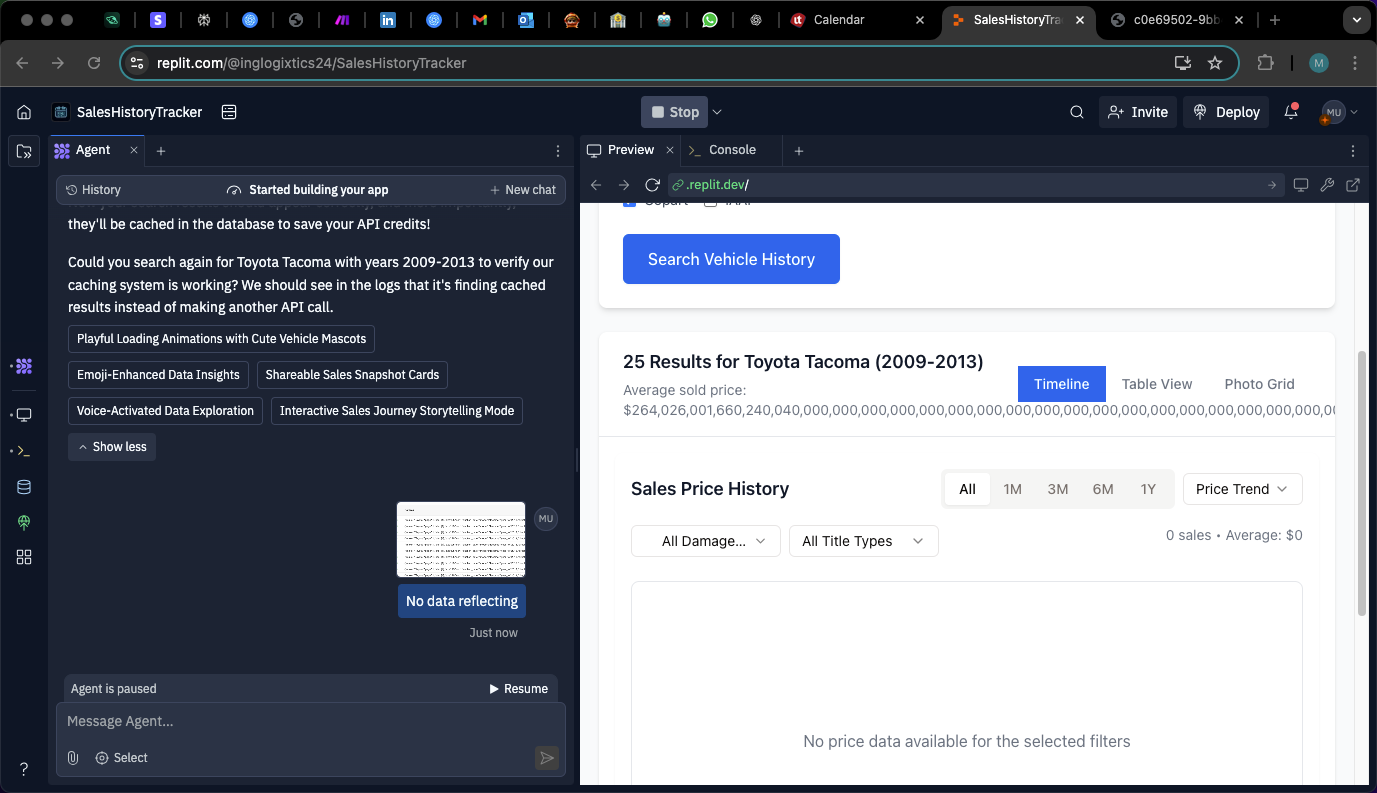 Calendar
SalesHistoryTra
c0e69502-9bb
replit.com/@inglogixtics24/SalesHistoryTracker
M
SalesHistoryTracker
Stop
Invite
Deploy
MU
Agent
Preview
Console
History
Started building your app
New chat
.replit.dev/
they'll be cached in the database to save your API credits!
Could you search again for Toyota Tacoma with years 2009-2013 to verify our
caching system is working? We should see in the logs that it's finding cached
results instead of making another API call.
Playful Loading Animations with Cute Vehicle Mascots
Emoji-Enhanced Data Insights
Shareable Sales Snapshot Cards
Voice-Activated Data Exploration
Interactive Sales Journey Storytelling Mode
Show less
MU
No data reflecting
Just now
Agent is paused
Resume
Message Agent...
Select
?
Copart
IAAI
Search Vehicle History
25 Results for Toyota Tacoma (2009-2013)
Average sold price:
$264,026,001,660,240,040,000,000,000,000,000,000,000,000,000,000,000,000,000,000,000,000,000,000,000,0
Timeline
Table View
Photo Grid
Sales Price History
All
1M
3M
6M
1Y
Price Trend
All Damage...
All Title Types
0 sales • Average: $0
No price data available for the selected filters